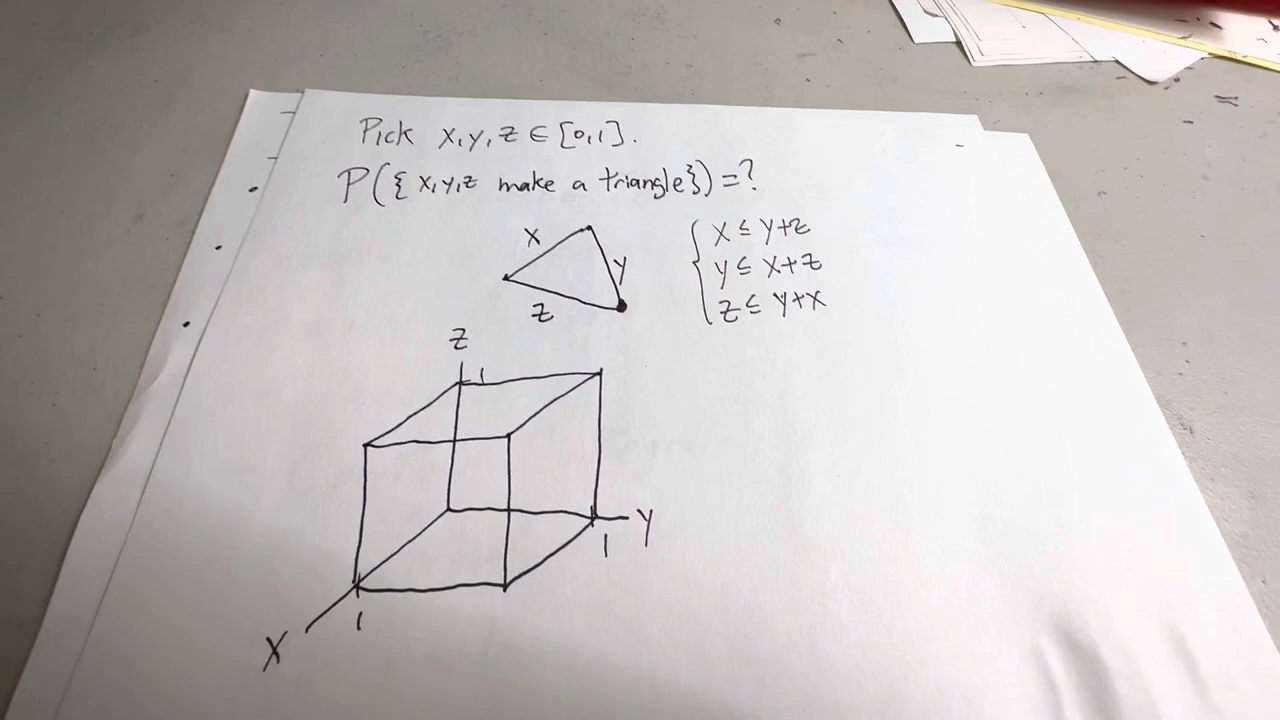 Pick x, y, z ∈ [0,1].
P({x, y, z make a triangle}) = ?
x
y
z
{ x ≤ y+z
y ≤ x+z
z ≤ y+x
z
1
y
1
1
x